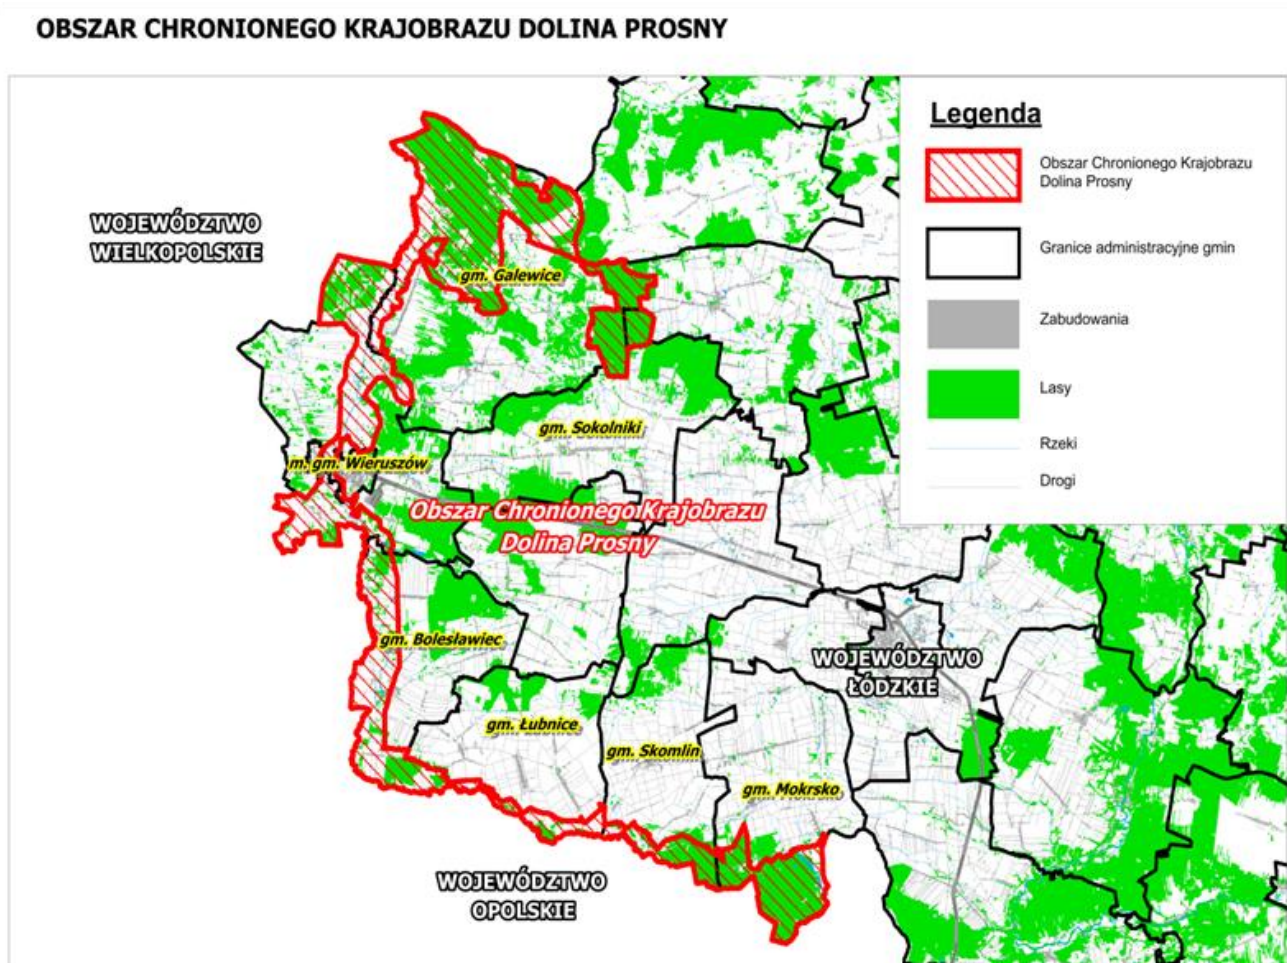 OBSZAR CHRONIONEGO KRAJOBRAZU DOLINA PROSNY
Legenda
Obszar Chronionego Krajobrazu
Dolina Prosny
Granice administracyjne gmin
Zabudowania
Lasy
Rzeki
Drogi
WOJEWÓDZTWO
WIELKOPOLSKIE
gm. Galewice
gm. Sokolniki
m. gm. Wieruszów
Obszar Chronionego Krajobrazu
Dolina Prosny
gm. Bolesławiec
WOJEWÓDZTWO
ŁÓDZKIE
gm. Łubnice
gm. Skomlin
gm. Mokrsko
WOJEWÓDZTWO
OPOLSKIE